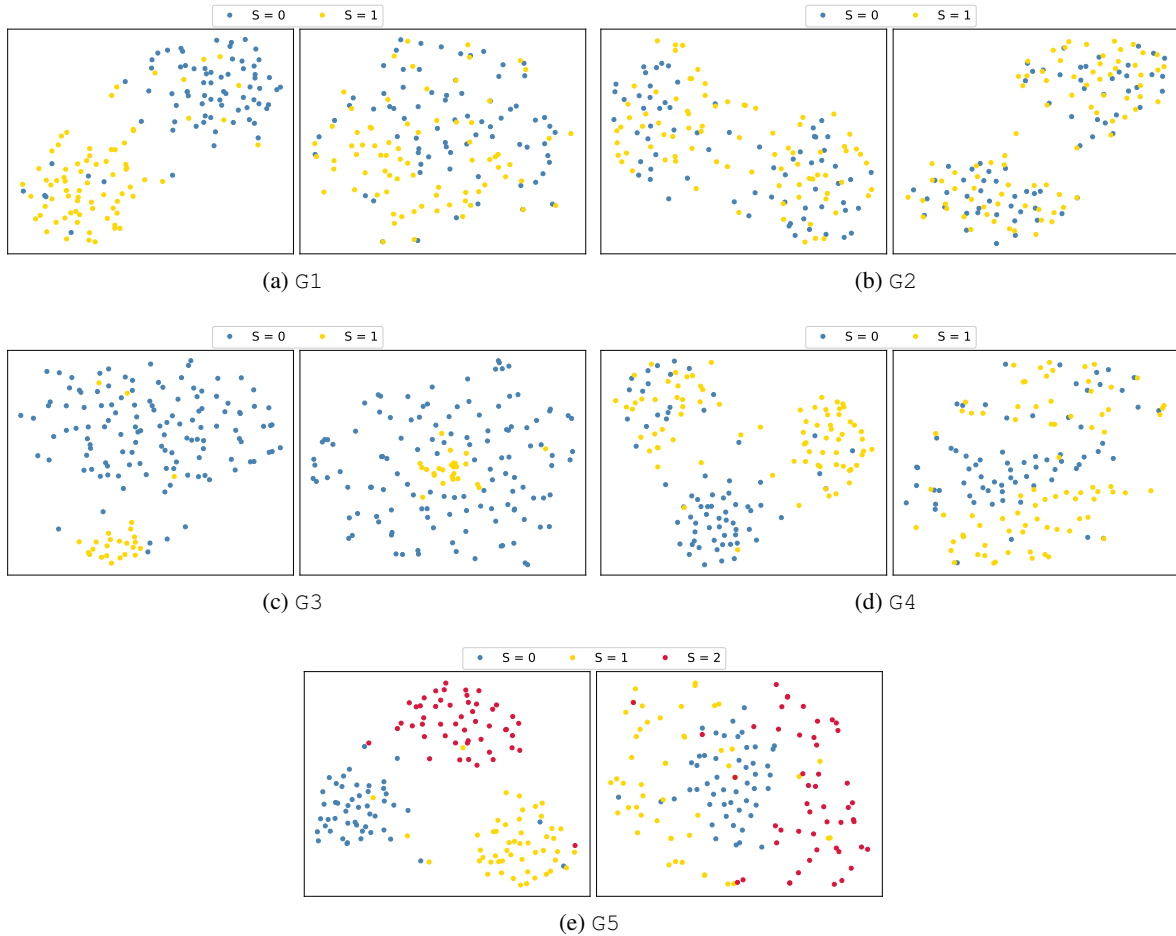 S = 0 S = 1
S = 0 S = 1
(a) G1
(b) G2
S = 0 S = 1
S = 0 S = 1
(c) G3
(d) G4
S = 0 S = 1 S = 2
(e) G5